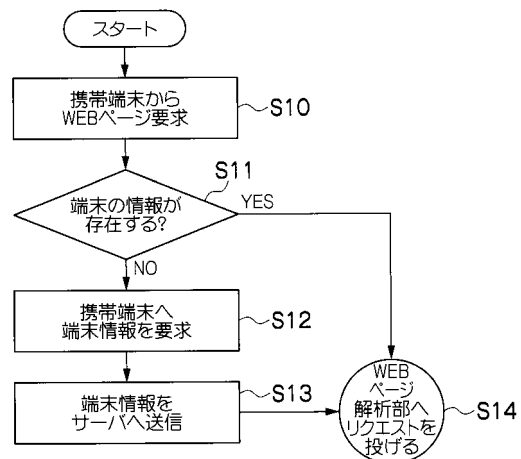 スタート
携帯端末から
WEBページ要求
S10
端末の情報が
存在する?
S11
YES
NO
携帯端末へ
端末情報を要求
S12
端末情報を
サーバへ送信
S13
WEB
ページ
解析部へ
リクエストを
投げる
S14